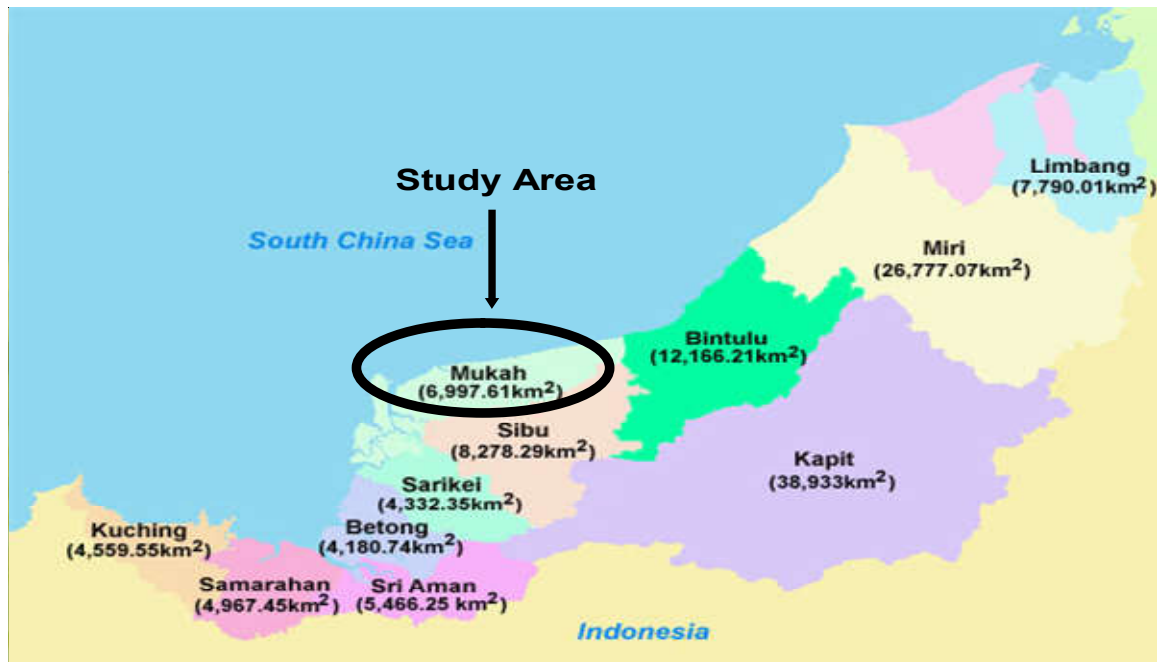 Study Area
South China Sea
Limbang
(7,790.01km²)
Miri
(26,777.07km²)
Bintulu
(12,166.21km²)
Mukah
(6,997.61km²)
Sibu
(8,278.29km²)
Kapit
(38,933km²)
Sarikei
(4,332.35km²)
Kuching
(4,559.55km²)
Betong
(4,180.74km²)
Samarahan
(4,967.45km²)
Sri Aman
(5,466.25 km²)
Indonesia